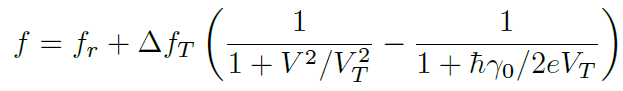 f = f_r + Δf_T ( 1 / (1 + V²/V_T²) − 1 / (1 + ℏγ₀/2eV_T) )